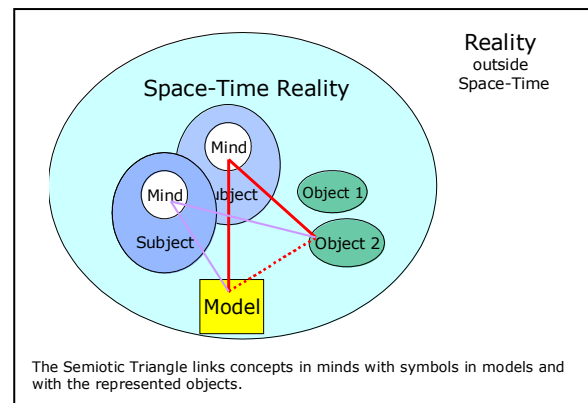 Reality
outside
Space-Time
Space-Time Reality
Mind
Subject
Mind
Subject
Object 1
Object 2
Model
The Semiotic Triangle links concepts in minds with symbols in models and
with the represented objects.